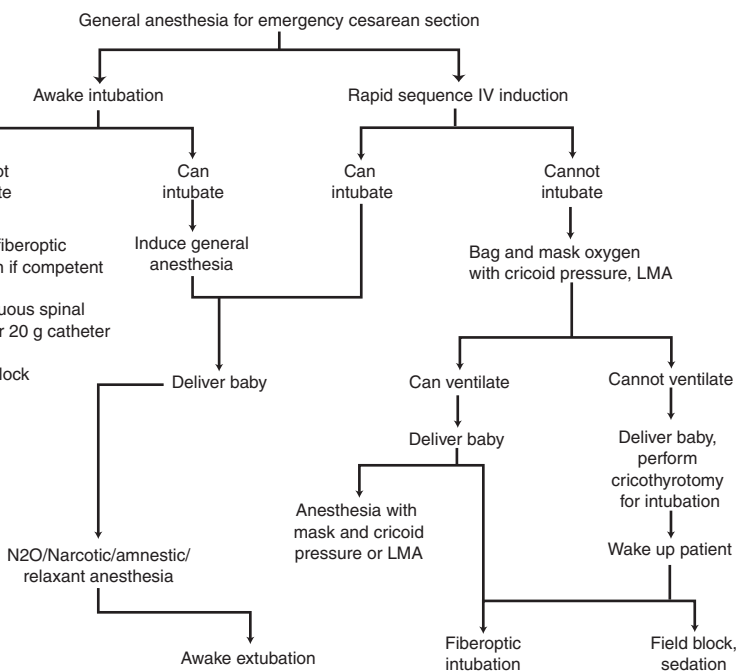 General anesthesia for emergency cesarean section
Awake intubation
Rapid sequence IV induction
Can
intubate
Can
intubate
Cannot
intubate
fiberoptic
if competent
spinal
20 g catheter
Induce general
anesthesia
Bag and mask oxygen
with cricoid pressure, LMA
Deliver baby
Can ventilate
Cannot ventilate
Deliver baby
Deliver baby,
perform
cricothyrotomy
for intubation
Anesthesia with
mask and cricoid
pressure or LMA
Wake up patient
N2O/Narcotic/amnestic/
relaxant anesthesia
Awake extubation
Fiberoptic
intubation
Field block,
sedation